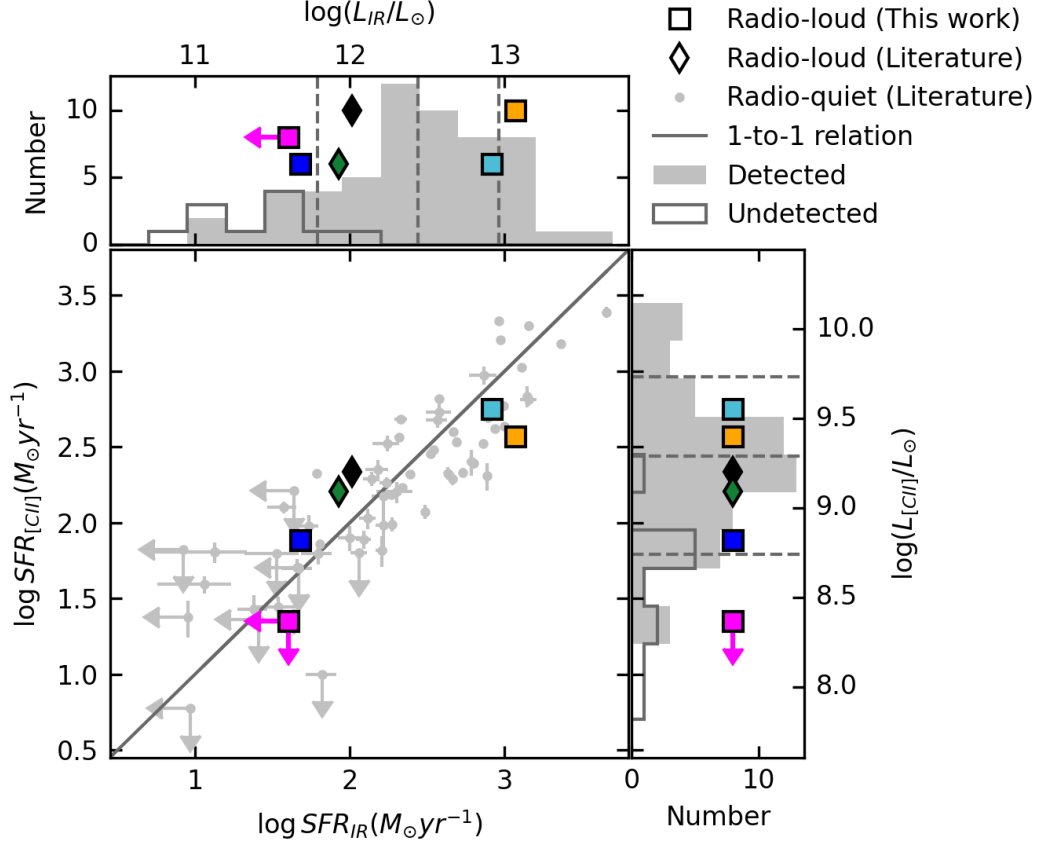 log(L_IR/L_⊙)
11 12 13
Radio-loud (This work)
Radio-loud (Literature)
Radio-quiet (Literature)
1-to-1 relation
Detected
Undetected
Number
10
5
0
log SFR_[CII](M_⊙yr⁻¹)
3.5
3.0
2.5
2.0
1.5
1.0
0.5
1 2 3
log SFR_IR(M_⊙yr⁻¹)
10.0
9.5
9.0
8.5
8.0
log(L_[CII]/L_⊙)
0 10
Number